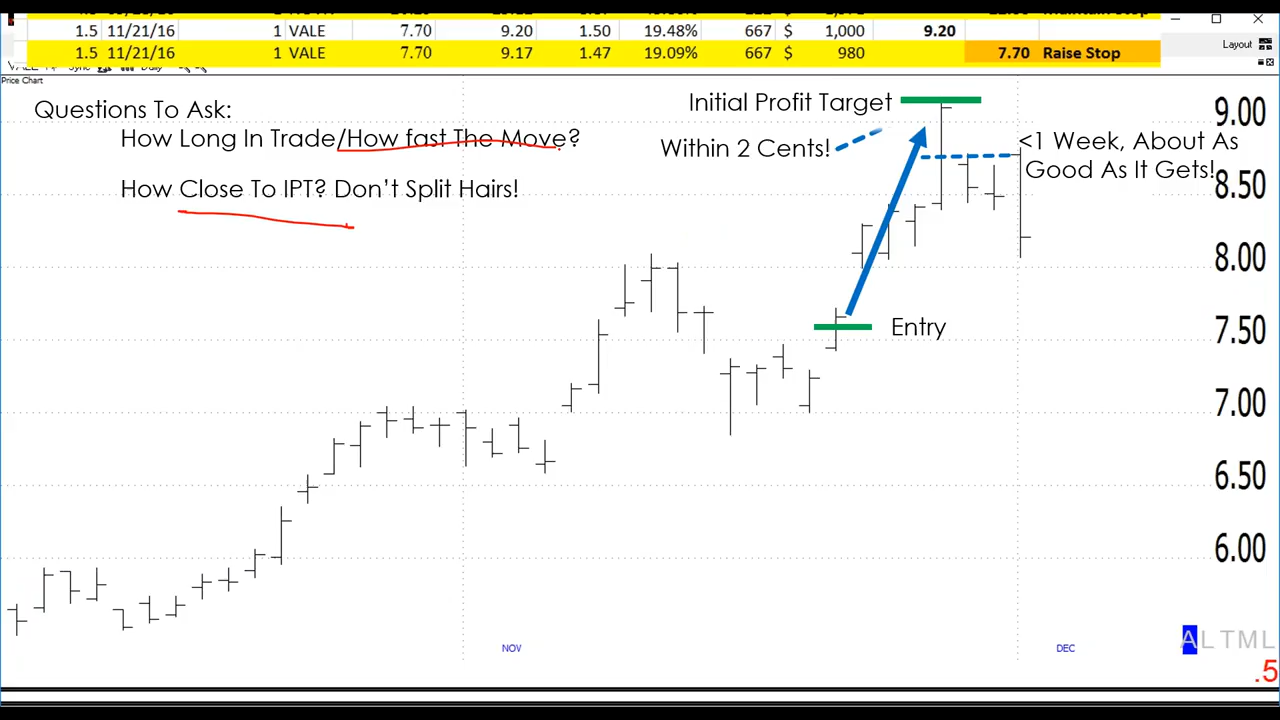 1.5 11/21/16 1 VALE 7.70 9.20 1.50 19.48% 667 $ 1,000 9.20
1.5 11/21/16 1 VALE 7.70 9.17 1.47 19.09% 667 $ 980 7.70 Raise Stop
Layout
Price Chart
Questions To Ask:
How Long In Trade/How fast The Move?
How Close To IPT? Don't Split Hairs!
Initial Profit Target
Within 2 Cents!
<1 Week, About As
Good As It Gets!
Entry
9.00
8.50
8.00
7.50
7.00
6.50
6.00
NOV
DEC
ALTML
.5